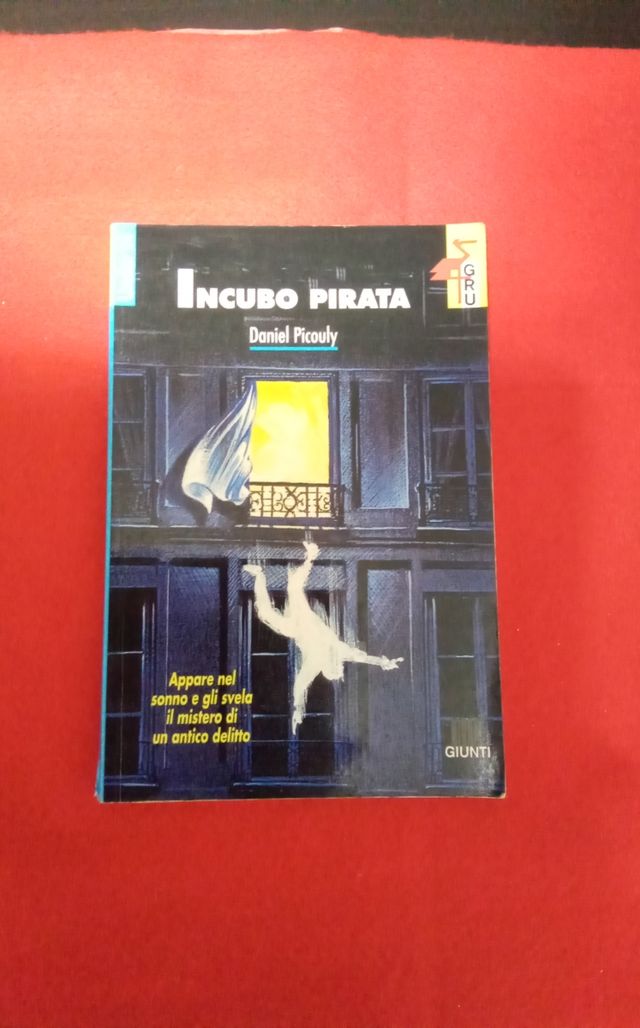 INCUBO PIRATA
Daniel Picouly
GRU
Appare nel
sonno e gli svela
il mistero di
un antico delitto
GIUNTI